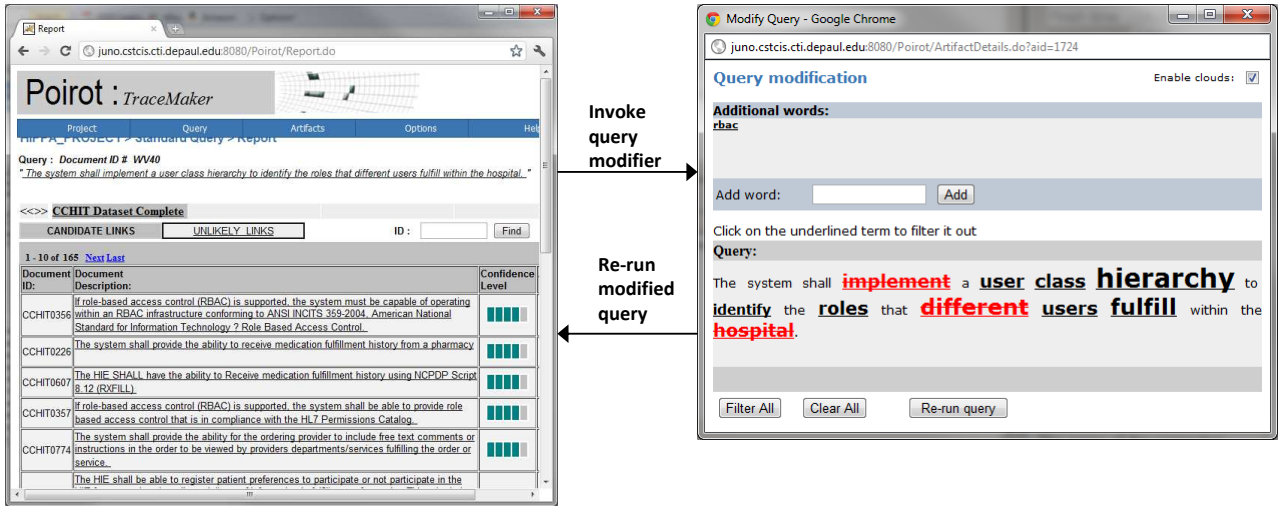 Report
juno.cstcis.cti.depaul.edu:8080/Poirot/Report.do
Poirot : TraceMaker
Project Query Artifacts Options Help
HIPPA_PROJECT > Standard Query > Report
Query : Document ID # WV40
" The system shall implement a user class hierarchy to identify the roles that different users fulfill within the hospital. "
<<>> CCHIT Dataset Complete
CANDIDATE LINKS UNLIKELY LINKS ID : Find
1 - 10 of 165 Next Last
Document ID: Document Description: Confidence Level
CCHIT0356 If role-based access control (RBAC) is supported, the system must be capable of operating
within an RBAC infrastructure conforming to ANSI INCITS 359-2004, American National
Standard for Information Technology ? Role Based Access Control.
CCHIT0226 The system shall provide the ability to receive medication fulfillment history from a pharmacy
CCHIT0607 The HIE SHALL have the ability to Receive medication fulfillment history using NCPDP Script
8.12 (RXFILL)
CCHIT0357 If role-based access control (RBAC) is supported, the system shall be able to provide role
based access control that is in compliance with the HL7 Permissions Catalog.
CCHIT0774 The system shall provide the ability for the ordering provider to include free text comments or
instructions in the order to be viewed by providers departments/services fulfilling the order or
service.
The HIE shall be able to register patient preferences to participate or not participate in the
Invoke
query
modifier
Re-run
modified
query
Modify Query - Google Chrome
juno.cstcis.cti.depaul.edu:8080/Poirot/ArtifactDetails.do?aid=1724
Query modification Enable clouds:
Additional words:
rbac
Add word: Add
Click on the underlined term to filter it out
Query:
The system shall implement a user class hierarchy to
identify the roles that different users fulfill within the
hospital.
Filter All Clear All Re-run query